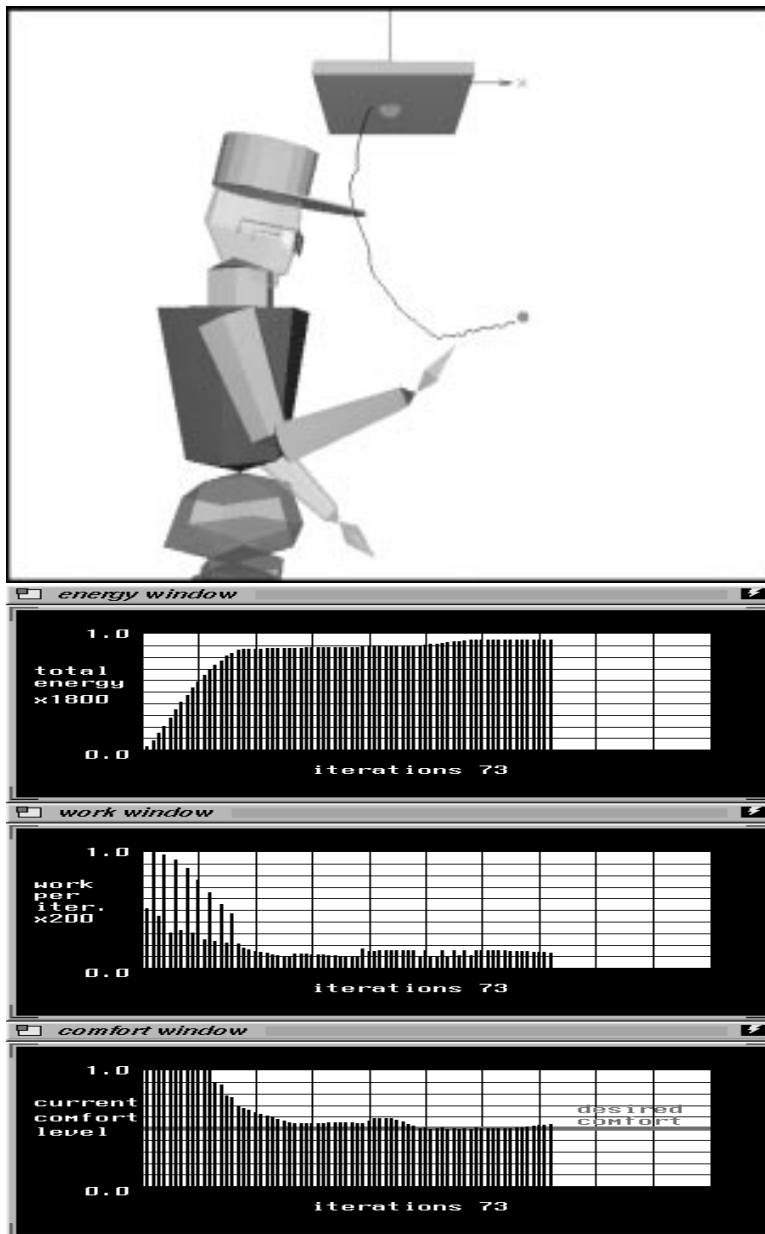 x
energy window
1.0
total
energy
x1800
0.0
iterations 73
work window
1.0
work
per
iter.
x200
0.0
iterations 73
comfort window
1.0
current
comfort
level
desired
comfort
0.0
iterations 73